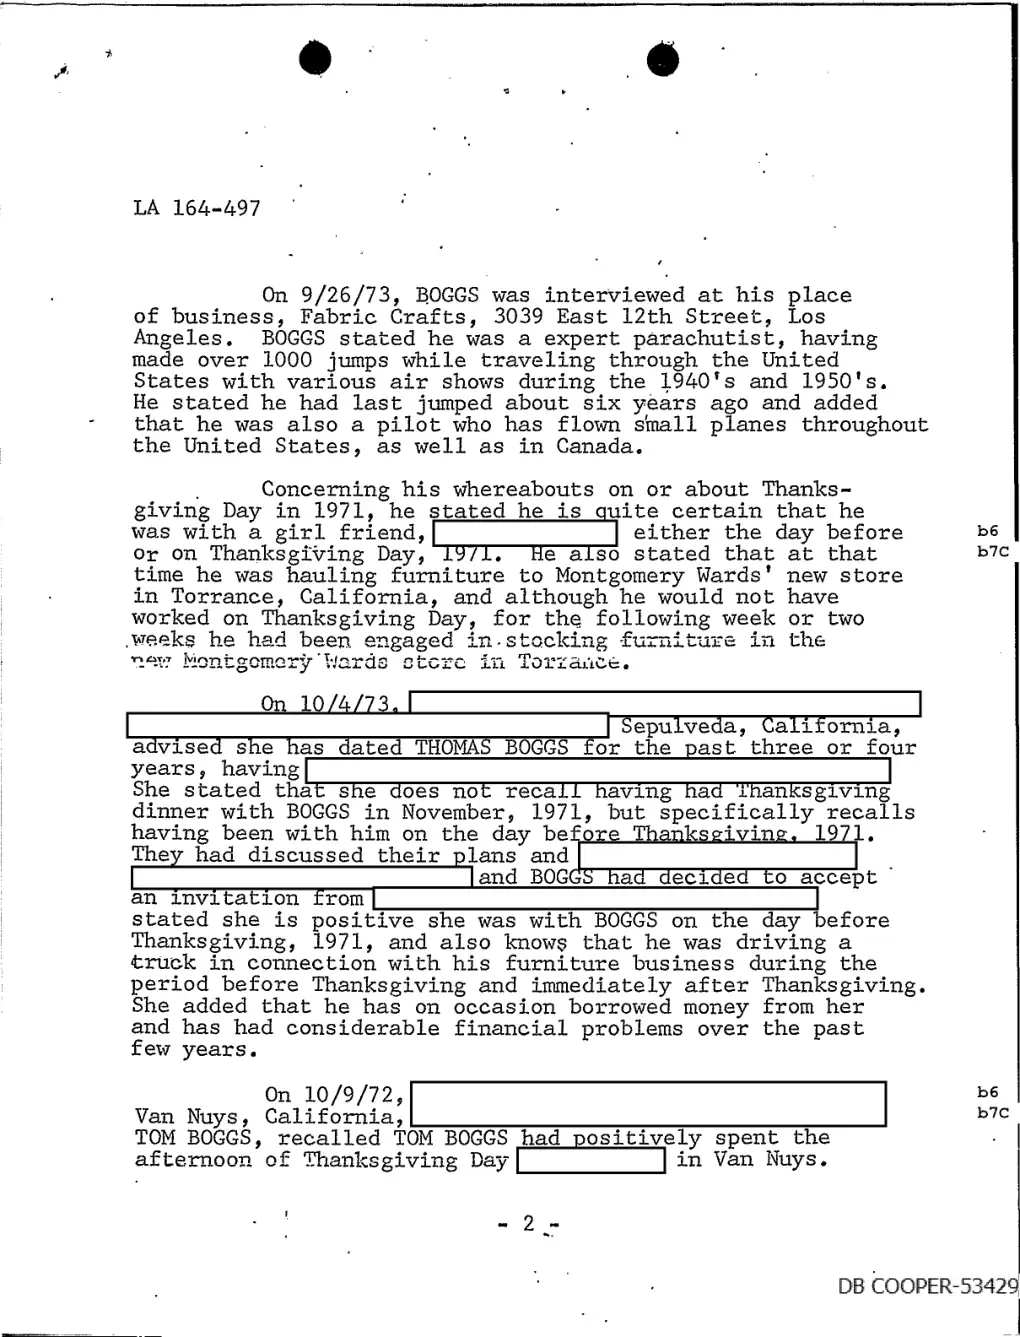 LA 164-497
On 9/26/73, BOGGS was interviewed at his place
of business, Fabric Crafts, 3039 East 12th Street, Los
Angeles. BOGGS stated he was a expert parachutist, having
made over 1000 jumps while traveling through the United
States with various air shows during the 1940's and 1950's.
He stated he had last jumped about six years ago and added
that he was also a pilot who has flown small planes throughout
the United States, as well as in Canada.
Concerning his whereabouts on or about Thanks-
giving Day in 1971, he stated he is quite certain that he
was with a girl friend, either the day before b6
or on Thanksgiving Day, 1971. He also stated that at that b7C
time he was hauling furniture to Montgomery Wards' new store
in Torrance, California, and although he would not have
worked on Thanksgiving Day, for the following week or two
weeks he had been engaged in stocking furniture in the
new Montgomery Wards store in Torrance.
On 10/4/73,
Sepulveda, California,
advised she has dated THOMAS BOGGS for the past three or four
years, having
She stated that she does not recall having had Thanksgiving
dinner with BOGGS in November, 1971, but specifically recalls
having been with him on the day before Thanksgiving, 1971.
They had discussed their plans and
and BOGGS had decided to accept
an invitation from
stated she is positive she was with BOGGS on the day before
Thanksgiving, 1971, and also knows that he was driving a
truck in connection with his furniture business during the
period before Thanksgiving and immediately after Thanksgiving.
She added that he has on occasion borrowed money from her
and has had considerable financial problems over the past
few years.
On 10/9/72, b6
Van Nuys, California, b7C
TOM BOGGS, recalled TOM BOGGS had positively spent the
afternoon of Thanksgiving Day in Van Nuys.
- 2 -
DB COOPER-53429